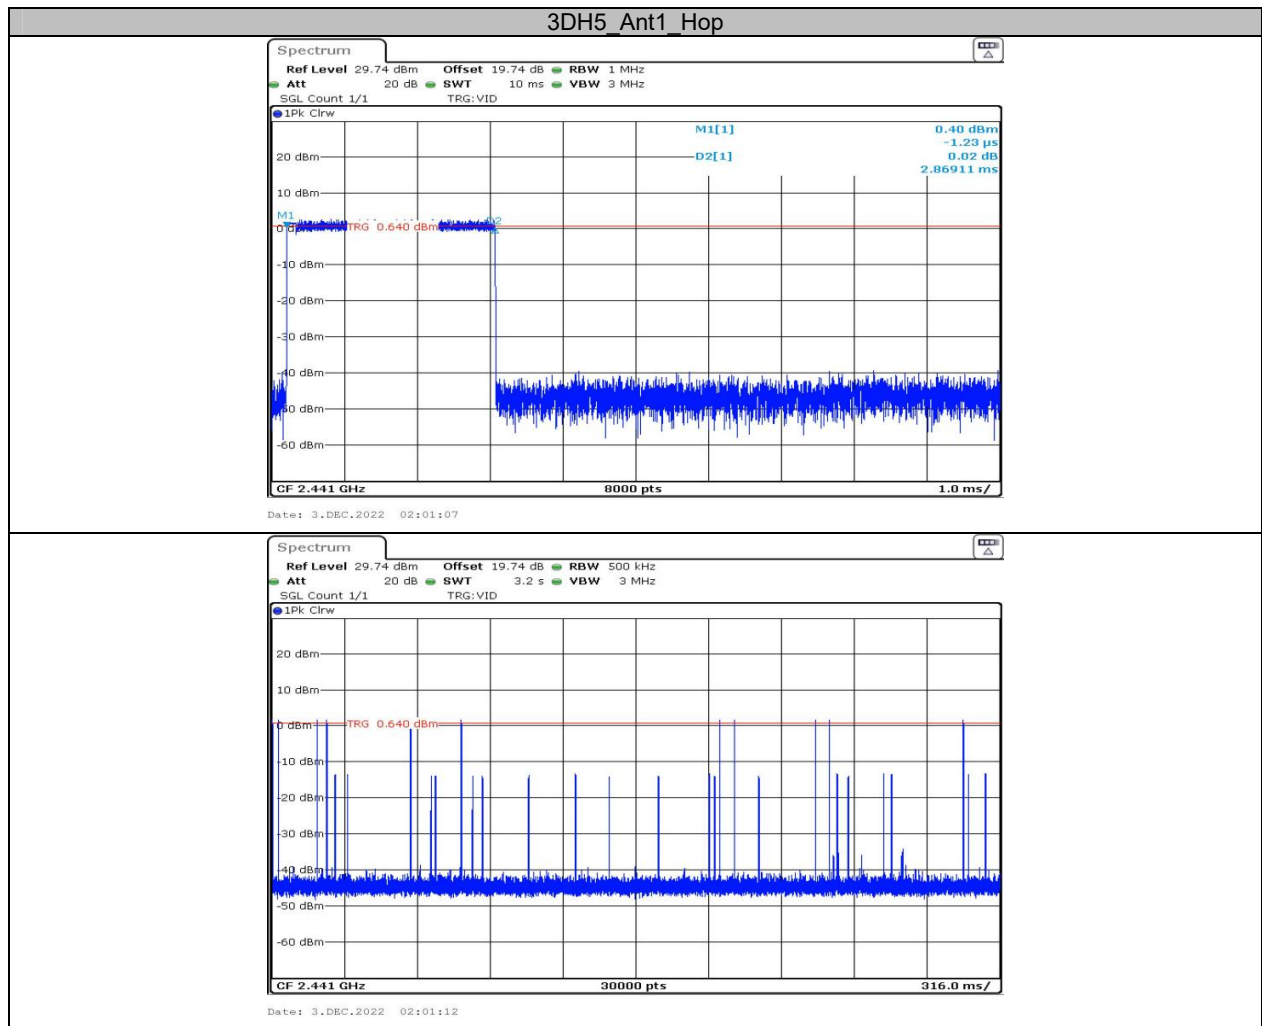 3DH5_Ant1_Hop
Spectrum
Ref Level 29.74 dBm Offset 19.74 dB RBW 1 MHz
Att 20 dB SWT 10 ms VBW 3 MHz
SGL Count 1/1 TRG:VID
1Pk Clrw
M1[1] 0.40 dBm
-1.23 µs
20 dBm D2[1] 0.02 dB
2.86911 ms
10 dBm
M1 D2
TRG 0.640 dBm
-10 dBm
-20 dBm
-30 dBm
-40 dBm
-50 dBm
-60 dBm
CF 2.441 GHz 8000 pts 1.0 ms/
Date: 3.DEC.2022 02:01:07
Spectrum
Ref Level 29.74 dBm Offset 19.74 dB RBW 500 kHz
Att 20 dB SWT 3.2 s VBW 3 MHz
SGL Count 1/1 TRG:VID
1Pk Clrw
20 dBm
10 dBm
0 dBm TRG 0.640 dBm
-10 dBm
-20 dBm
-30 dBm
-40 dBm
-50 dBm
-60 dBm
CF 2.441 GHz 30000 pts 316.0 ms/
Date: 3.DEC.2022 02:01:12